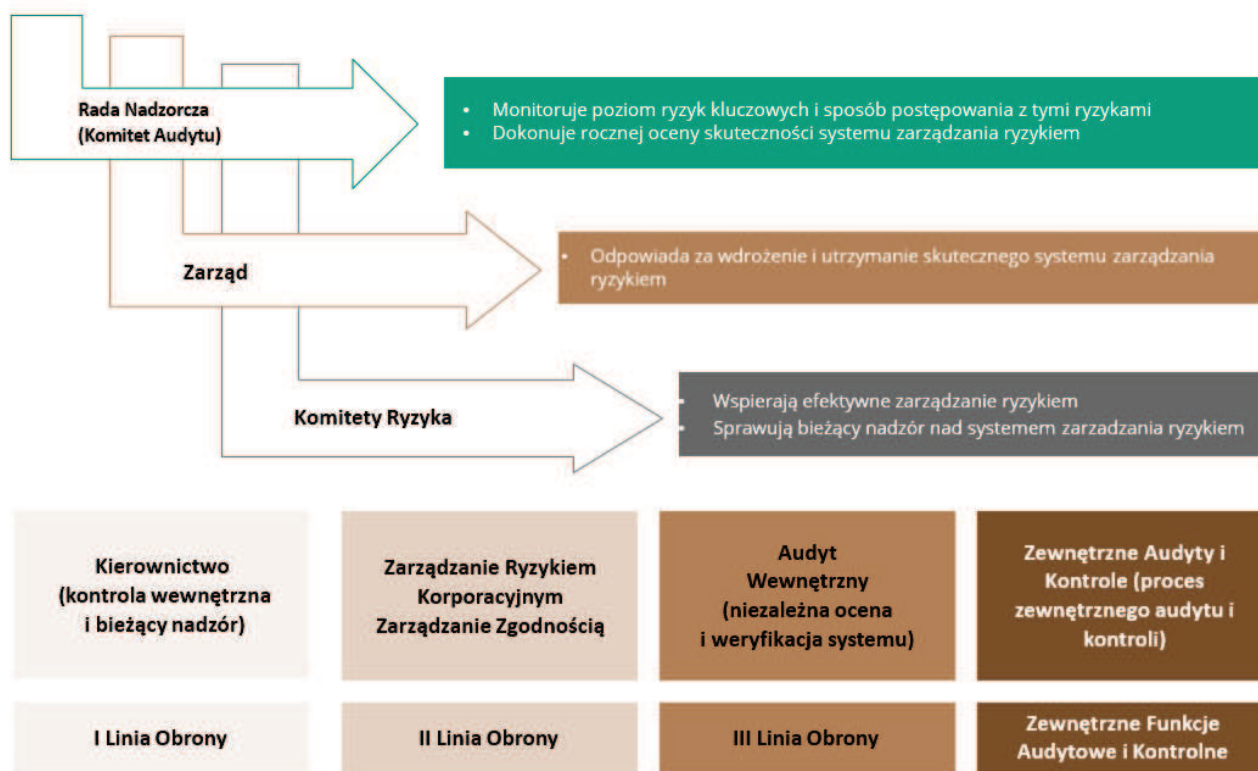 Rada Nadzorcza
(Komitet Audytu)
• Monitoruje poziom ryzyk kluczowych i sposób postępowania z tymi ryzykami
• Dokonuje rocznej oceny skuteczności systemu zarządzania ryzykiem
Zarząd
• Odpowiada za wdrożenie i utrzymanie skutecznego systemu zarządzania
ryzykiem
Komitety Ryzyka
• Wspierają efektywne zarządzanie ryzykiem
• Sprawują bieżący nadzór nad systemem zarzadzania ryzykiem
Kierownictwo
(kontrola wewnętrzna
i bieżący nadzór)
Zarządzanie Ryzykiem
Korporacyjnym
Zarządzanie Zgodnością
Audyt
Wewnętrzny
(niezależna ocena
i weryfikacja systemu)
Zewnętrzne Audyty i
Kontrole (proces
zewnętrznego audytu i
kontroli)
I Linia Obrony
II Linia Obrony
III Linia Obrony
Zewnętrzne Funkcje
Audytowe i Kontrolne